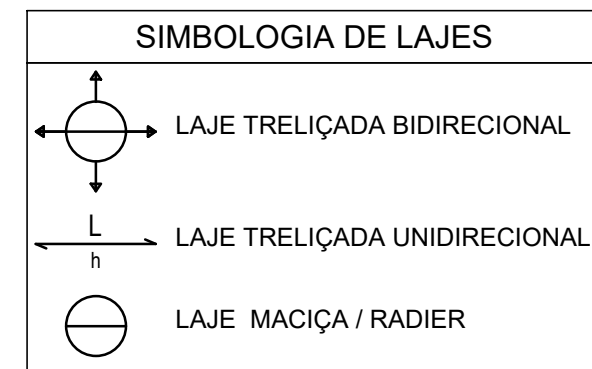 SIMBOLOGIA DE LAJES
LAJE TRELIÇADA BIDIRECIONAL
L
h
LAJE TRELIÇADA UNIDIRECIONAL
LAJE MACIÇA / RADIER